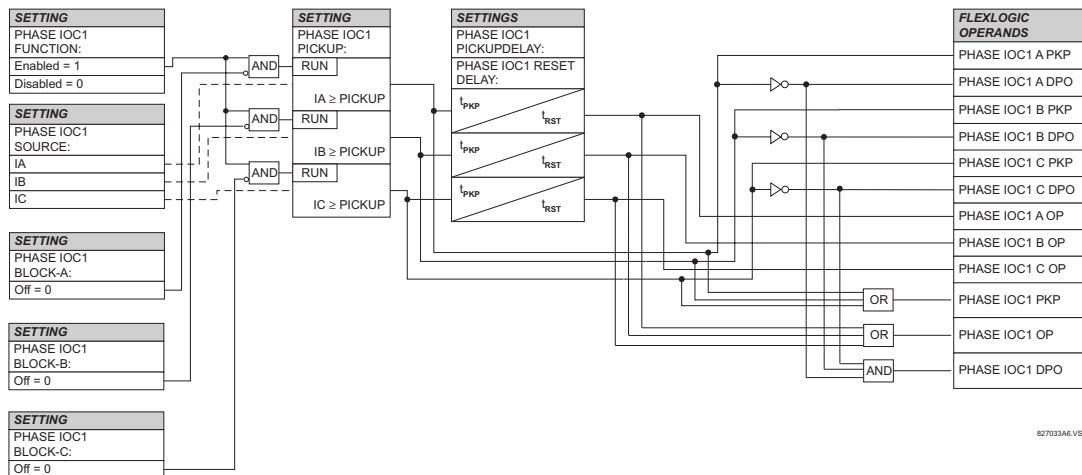 SETTING
PHASE IOC1
FUNCTION:
Enabled = 1
Disabled = 0
SETTING
PHASE IOC1
SOURCE:
IA
IB
IC
SETTING
PHASE IOC1
BLOCK-A:
Off = 0
SETTING
PHASE IOC1
BLOCK-B:
Off = 0
SETTING
PHASE IOC1
BLOCK-C:
Off = 0
AND
AND
AND
SETTING
PHASE IOC1
PICKUP:
RUN
IA ≥ PICKUP
RUN
IB ≥ PICKUP
RUN
IC ≥ PICKUP
SETTINGS
PHASE IOC1
PICKUPDELAY:
PHASE IOC1 RESET
DELAY:
tPKP
tRST
tPKP
tRST
tPKP
tRST
OR
OR
AND
FLEXLOGIC
OPERANDS
PHASE IOC1 A PKP
PHASE IOC1 A DPO
PHASE IOC1 B PKP
PHASE IOC1 B DPO
PHASE IOC1 C PKP
PHASE IOC1 C DPO
PHASE IOC1 A OP
PHASE IOC1 B OP
PHASE IOC1 C OP
PHASE IOC1 PKP
PHASE IOC1 OP
PHASE IOC1 DPO
827033A6.VS